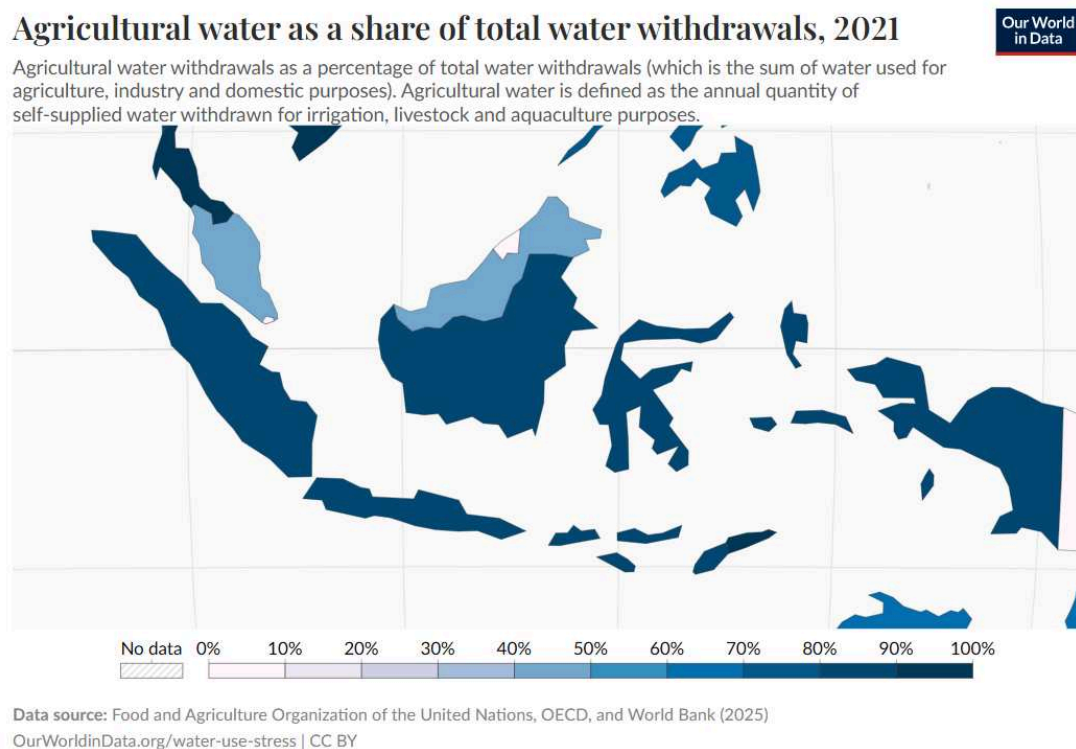 Agricultural water as a share of total water withdrawals, 2021
Our World
in Data
Agricultural water withdrawals as a percentage of total water withdrawals (which is the sum of water used for
agriculture, industry and domestic purposes). Agricultural water is defined as the annual quantity of
self-supplied water withdrawn for irrigation, livestock and aquaculture purposes.
No data 0% 10% 20% 30% 40% 50% 60% 70% 80% 90% 100%
Data source: Food and Agriculture Organization of the United Nations, OECD, and World Bank (2025)
OurWorldinData.org/water-use-stress | CC BY